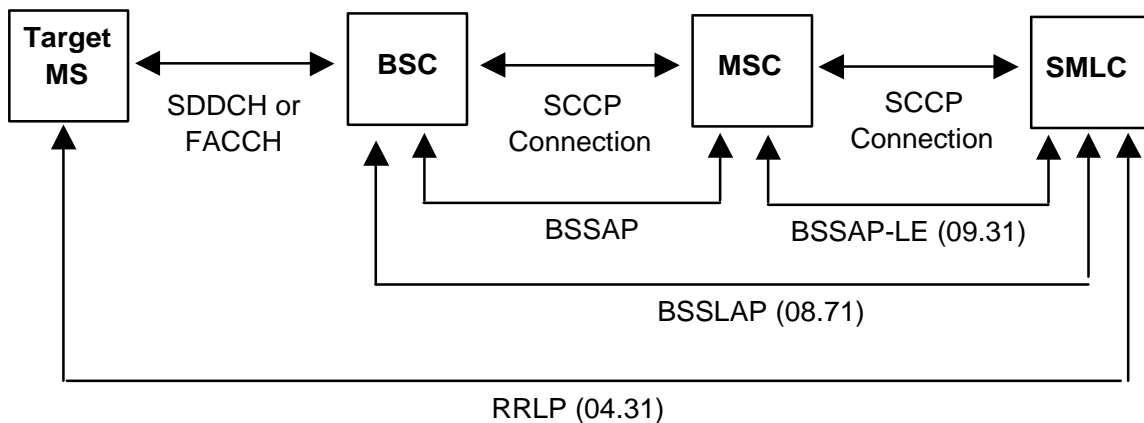 Target
MS
BSC
MSC
SMLC
SDDCH or
FACCH
SCCP
Connection
SCCP
Connection
BSSAP
BSSAP-LE (09.31)
BSSLAP (08.71)
RRLP (04.31)